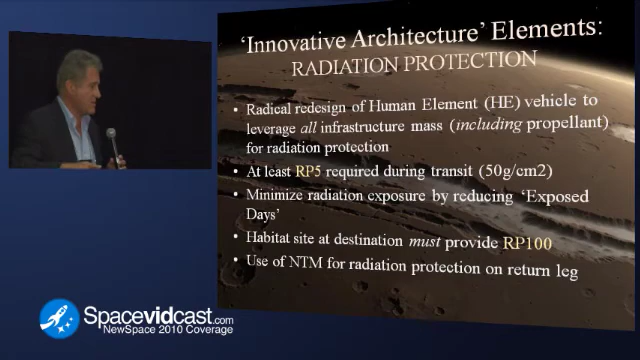 'Innovative Architecture' Elements:
RADIATION PROTECTION
• Radical redesign of Human Element (HE) vehicle to
leverage all infrastructure mass (including propellant)
for radiation protection
• At least RP5 required during transit (50g/cm2)
• Minimize radiation exposure by reducing 'Exposed
Days'
• Habitat site at destination must provide RP100
• Use of NTM for radiation protection on return leg
Spacevidcast.com
NewSpace 2010 Coverage